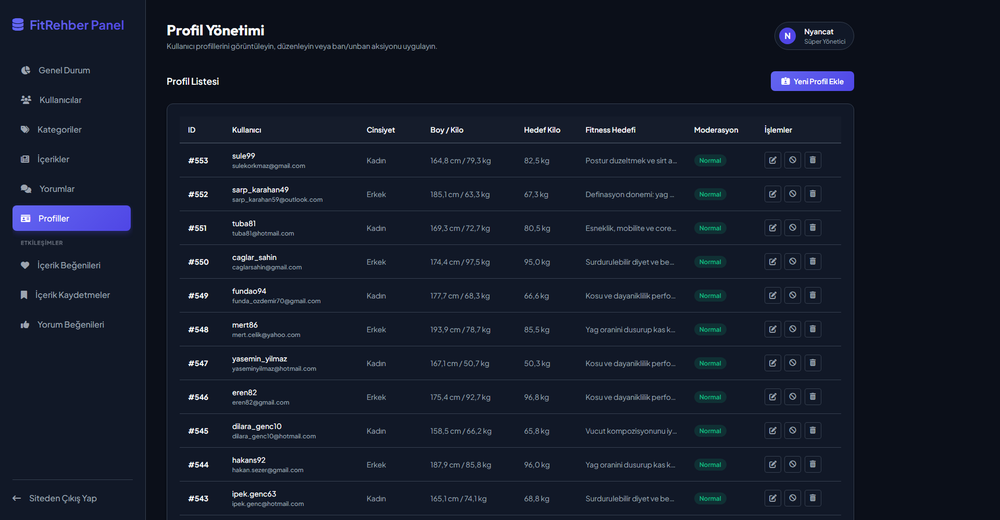 FitRehber Panel
Genel Durum
Kullanıcılar
Kategoriler
İçerikler
Yorumlar
Profiller
ETKİLEŞİMLER
İçerik Beğenileri
İçerik Kaydetmeler
Yorum Beğenileri
Siteden Çıkış Yap
Profil Yönetimi
Kullanıcı profillerini görüntüleyin, düzenleyin veya ban/unban aksiyonu uygulayın.
N
Nyancat
Süper Yönetici
Profil Listesi
Yeni Profil Ekle
ID Kullanıcı Cinsiyet Boy / Kilo Hedef Kilo Fitness Hedefi Moderasyon İşlemler
#553 sule99 Kadın 164,8 cm / 79,3 kg 82,5 kg Postur duzeltmek ve sirt a... Normal
sulekorkmaz@gmail.com
#552 sarp_karahan49 Erkek 185,1 cm / 63,3 kg 67,3 kg Definasyon donemi: yag ... Normal
sarp_karahan59@outlook.com
#551 tuba81 Kadın 169,3 cm / 72,7 kg 80,5 kg Esneklik, mobilite ve core... Normal
tuba81@hotmail.com
#550 caglar_sahin Erkek 174,4 cm / 97,5 kg 95,0 kg Surdurulebilir diyet ve be... Normal
caglarsahin@gmail.com
#549 fundao94 Kadın 177,7 cm / 68,3 kg 66,6 kg Kosu ve dayaniklilik perfo... Normal
funda_ozdemir70@gmail.com
#548 mert86 Erkek 193,9 cm / 78,7 kg 85,5 kg Yag oranini dusurup kas k... Normal
mert.celik@yahoo.com
#547 yasemin_yilmaz Kadın 167,1 cm / 50,7 kg 50,3 kg Kosu ve dayaniklilik perfo... Normal
yaseminyilmaz@hotmail.com
#546 eren82 Erkek 175,4 cm / 92,7 kg 96,8 kg Kosu ve dayaniklilik perfo... Normal
eren82@gmail.com
#545 dilara_genc10 Kadın 158,5 cm / 66,2 kg 65,8 kg Vucut kompozisyonunu iy... Normal
dilara_genc10@hotmail.com
#544 hakans92 Erkek 187,9 cm / 85,8 kg 96,0 kg Yag oranini dusurup kas k... Normal
hakan.sezer@gmail.com
#543 ipek.genc63 Kadın 165,1 cm / 74,1 kg 68,8 kg Surdurulebilir diyet ve be... Normal
ipek.genc@hotmail.com